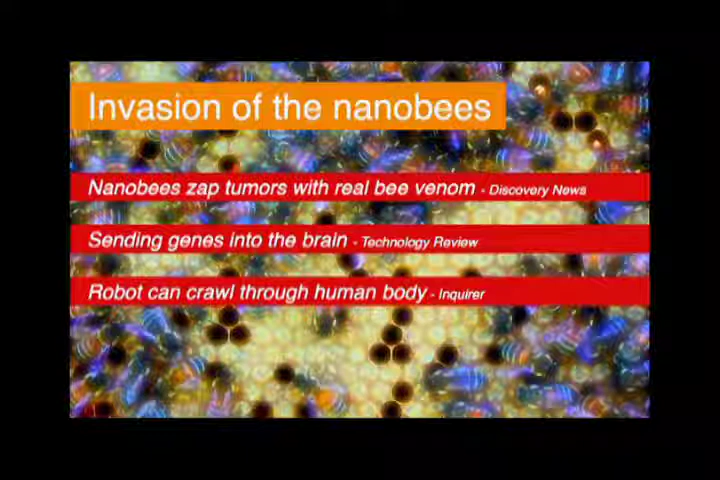 Invasion of the nanobees
Nanobees zap tumors with real bee venom - Discovery News
Sending genes into the brain - Technology Review
Robot can crawl through human body - Inquirer